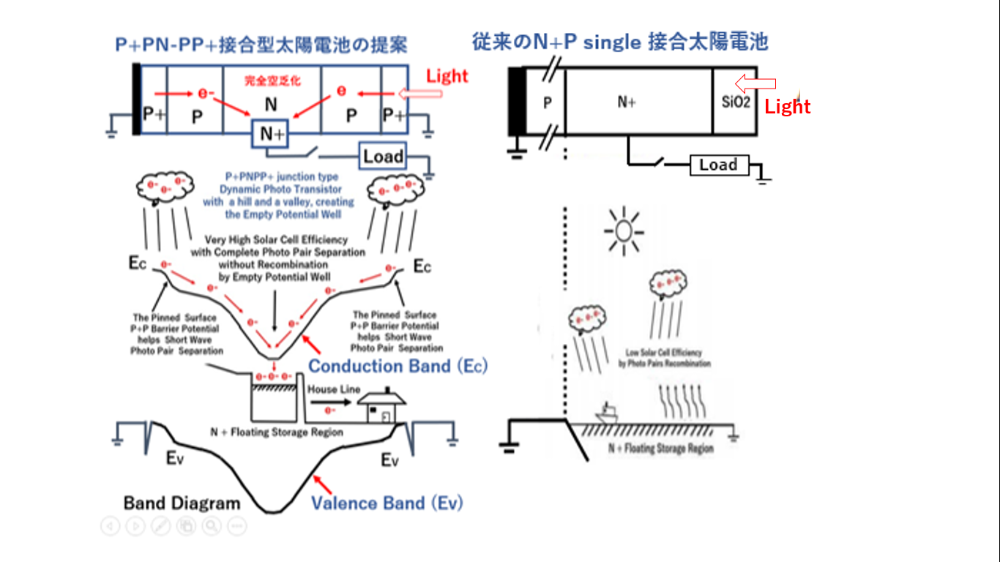 P+PN-PP+接合型太陽電池の提案
Light
完全空乏化
e-
e
N
P+
P
P
P+
N+
Load
P+PNPP+ junction type
Dynamic Photo Transistor
with a hill and a valley, creating
the Empty Potential Well
e- e-
e-
e- e- e-
Very High Solar Cell Efficiency
with Complete Photo Pair Separation
without Recombination
by Empty Potential Well
Ec
e-
e-
Ec
e-
e-
e-
e-
The Pinned Surface
P+P Barrier Potential
helps Short Wave
Photo Pair Separation
The Pinned Surface
P+P Barrier Potential
helps Short Wave
Photo Pair Separation
Conduction Band (Ec)
e- e- e-
House Line
e-
N + Floating Storage Region
Ev
Ev
Band Diagram
Valence Band (Ev)
従来のN+P single 接合太陽電池
P
N+
SiO2
Light
Load
e- e- e-
e- e- e-
Low Solar Cell Efficiency
by Photo Pairs Recombination
N + Floating Storage Region